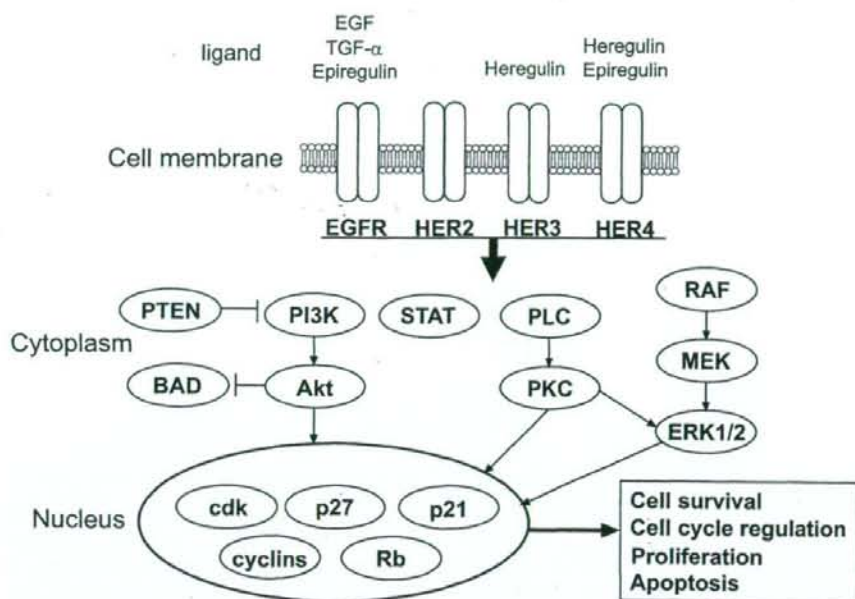 ligand
EGF
TGF-α
Epiregulin
Heregulin
Heregulin
Epiregulin
Cell membrane
EGFR HER2 HER3 HER4
PTEN PI3K STAT PLC RAF
Cytoplasm
MEK
BAD Akt PKC
ERK1/2
Nucleus
cdk p27 p21
cyclins Rb
Cell survival
Cell cycle regulation
Proliferation
Apoptosis